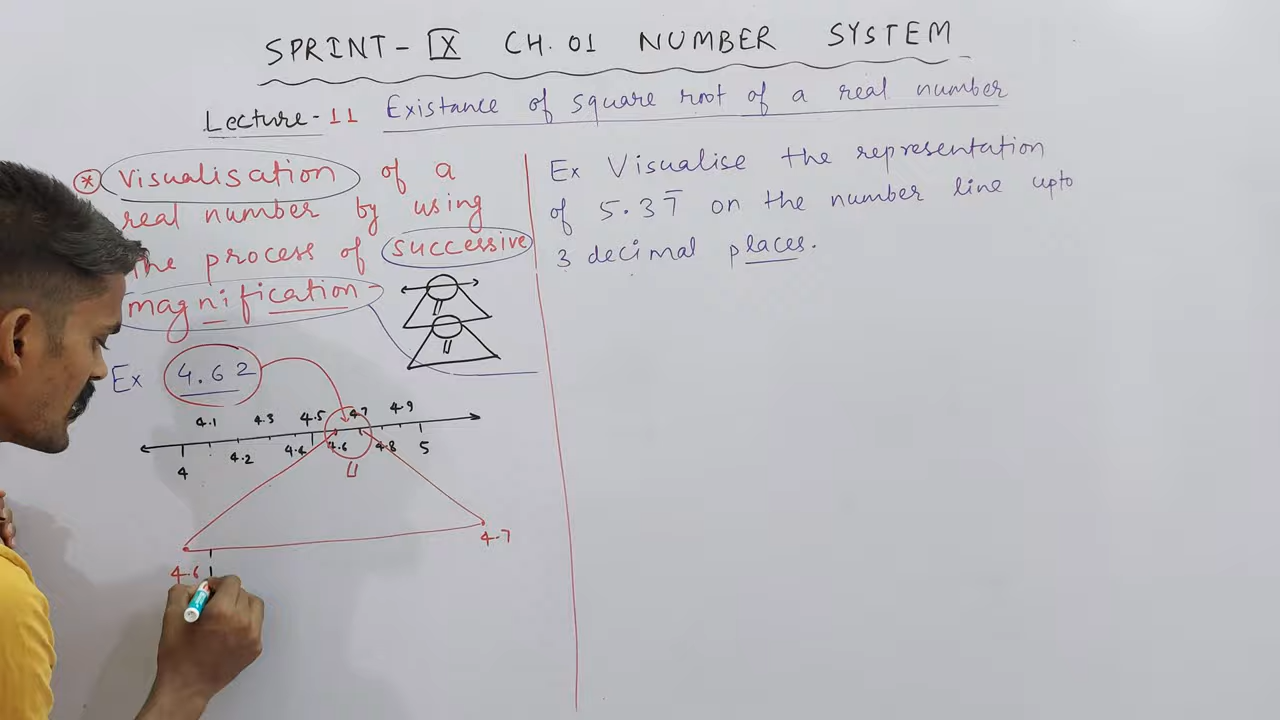 SPRINT- IX CH. 01 NUMBER SYSTEM
Lecture-11 Existance of square root of a real number
* Visualisation of a
real number by using
the process of successive
magnification-
Ex 4.62
4.1 4.3 4.5 4.7 4.9
4 4.2 4.4 4.6 4.8 5
4.6 4.7
Ex Visualise the representation
of 5.37̅ on the number line upto
3 decimal places.